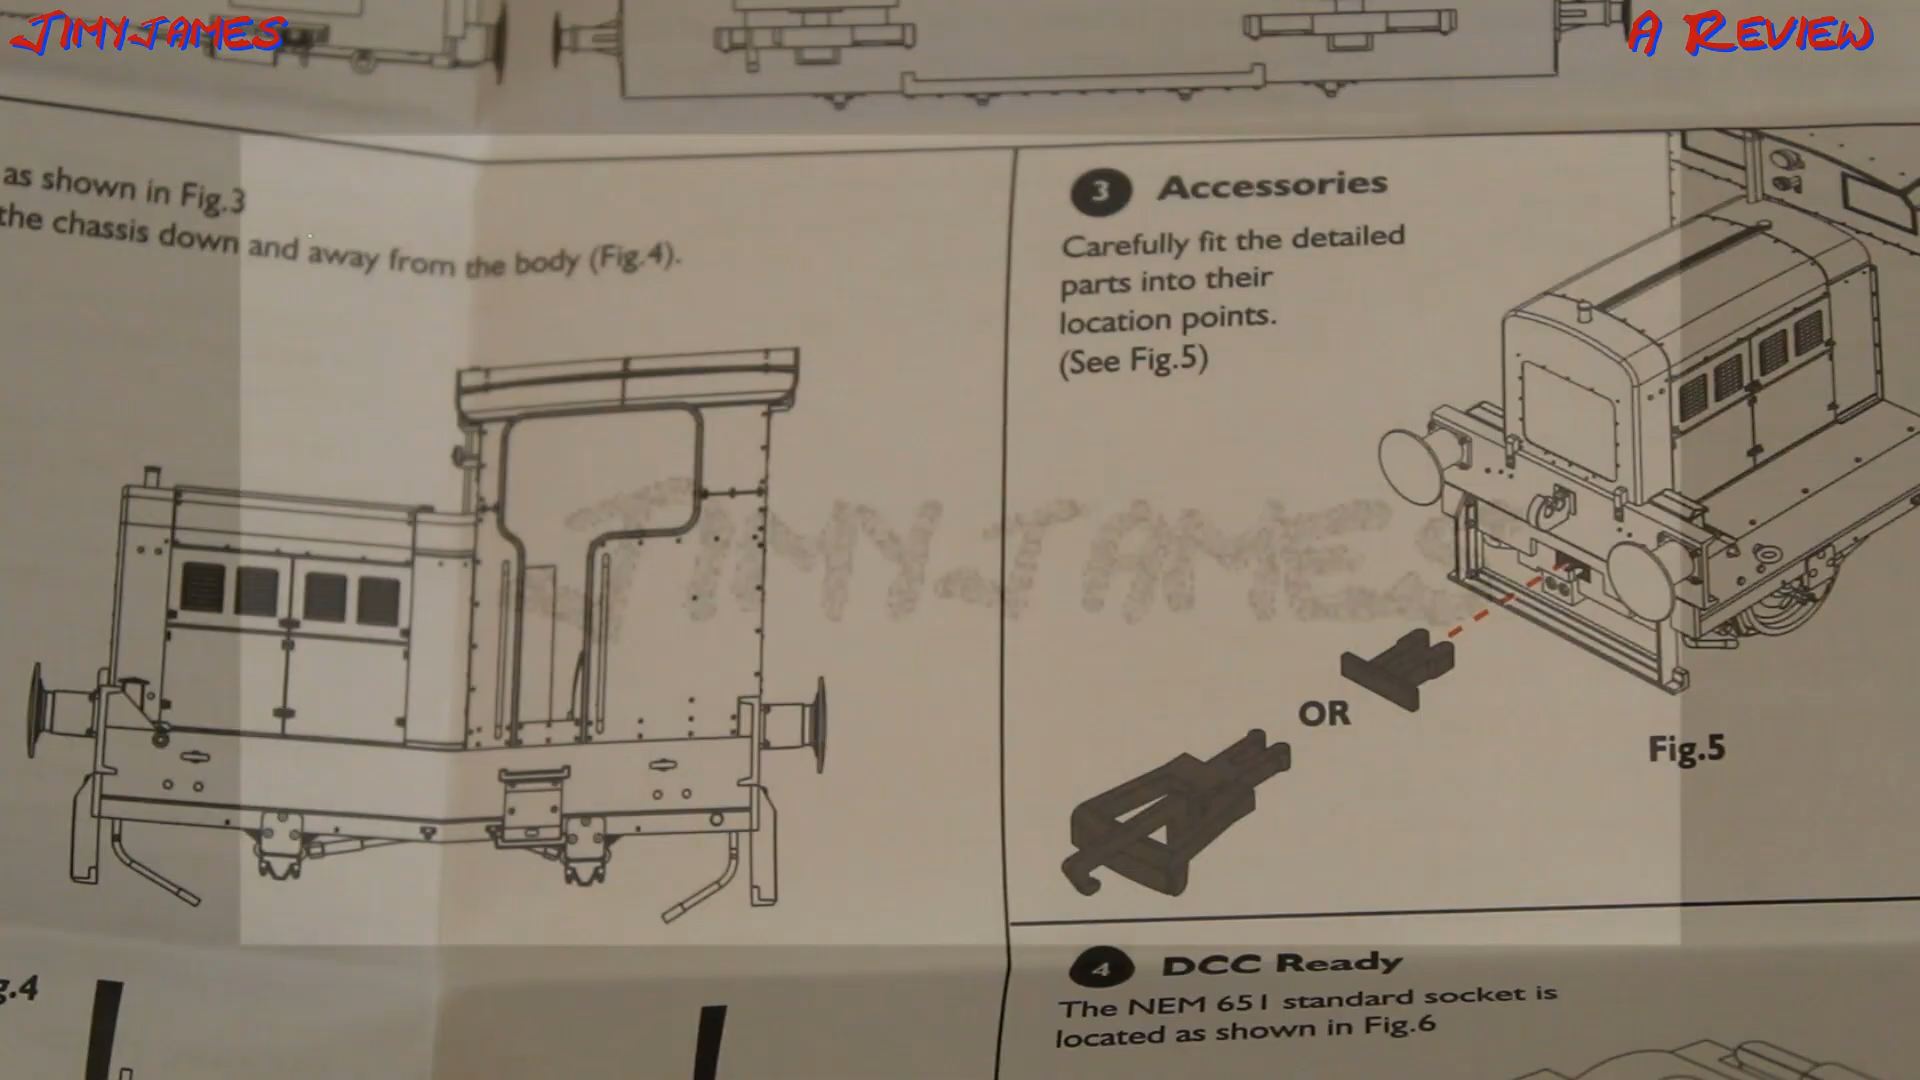 JIMYJAMES
A REVIEW
as shown in Fig.3
the chassis down and away from the body (Fig.4).
3 Accessories
Carefully fit the detailed
parts into their
location points.
(See Fig.5)
JIMYJAMES
OR
Fig.5
g.4
4 DCC Ready
The NEM 651 standard socket is
located as shown in Fig.6